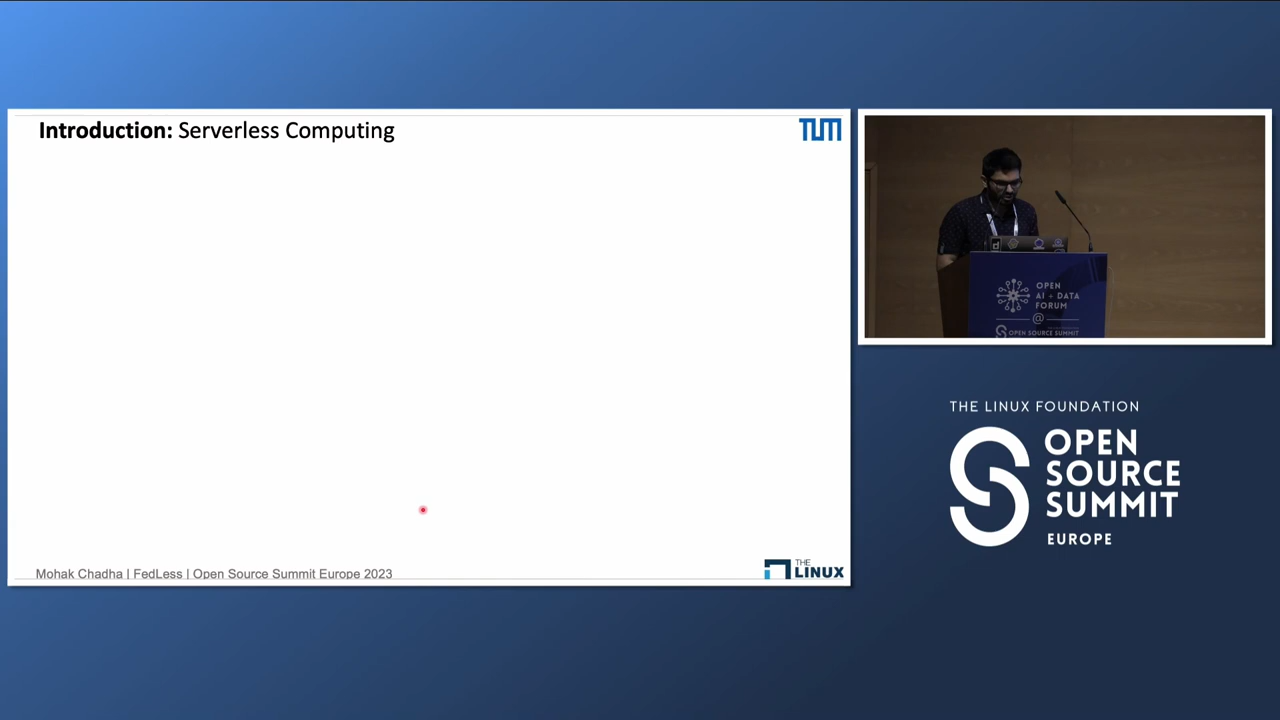 Introduction: Serverless Computing
TUM
Mohak Chadha | FedLess | Open Source Summit Europe 2023
THE
LINUX
OPEN
AI + DATA
FORUM
@
OPEN SOURCE SUMMIT
THE LINUX FOUNDATION
OPEN
SOURCE
SUMMIT
EUROPE